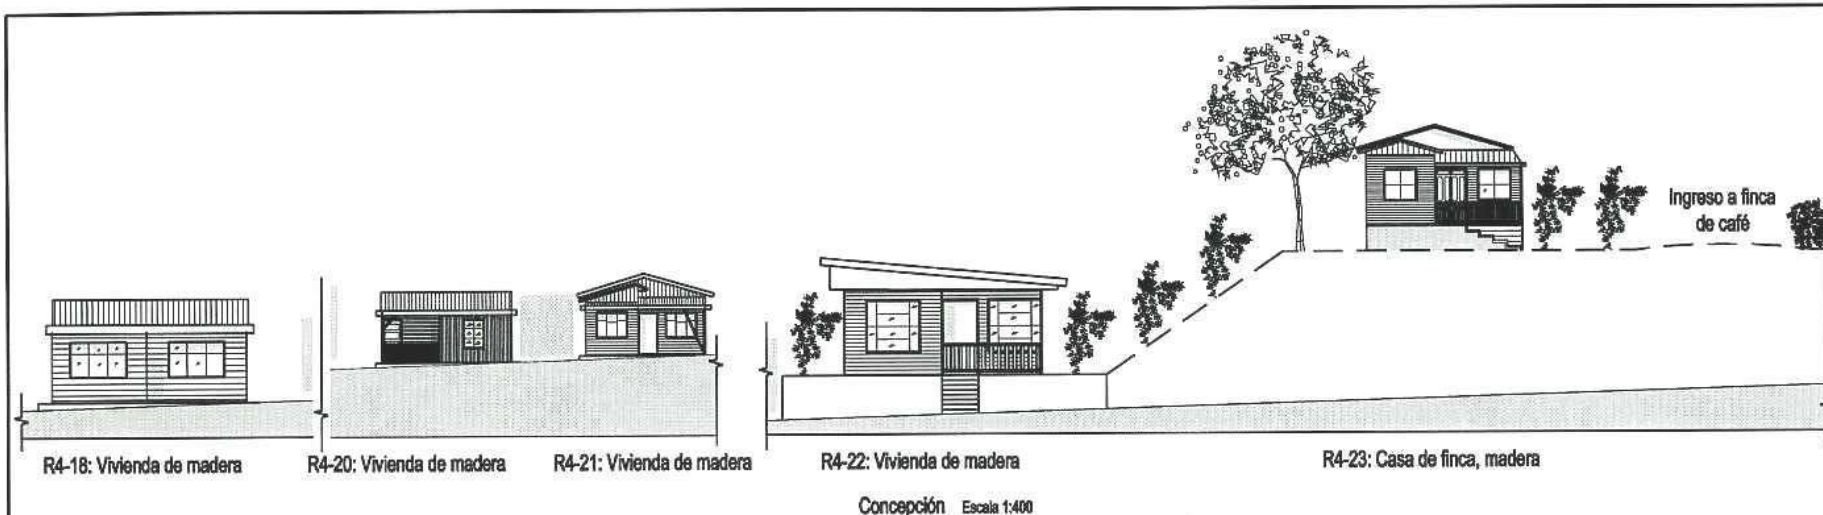 Ingreso a finca
de café
R4-18: Vivienda de madera
R4-20: Vivienda de madera
R4-21: Vivienda de madera
R4-22: Vivienda de madera
R4-23: Casa de finca, madera
Concepción Escala 1:400